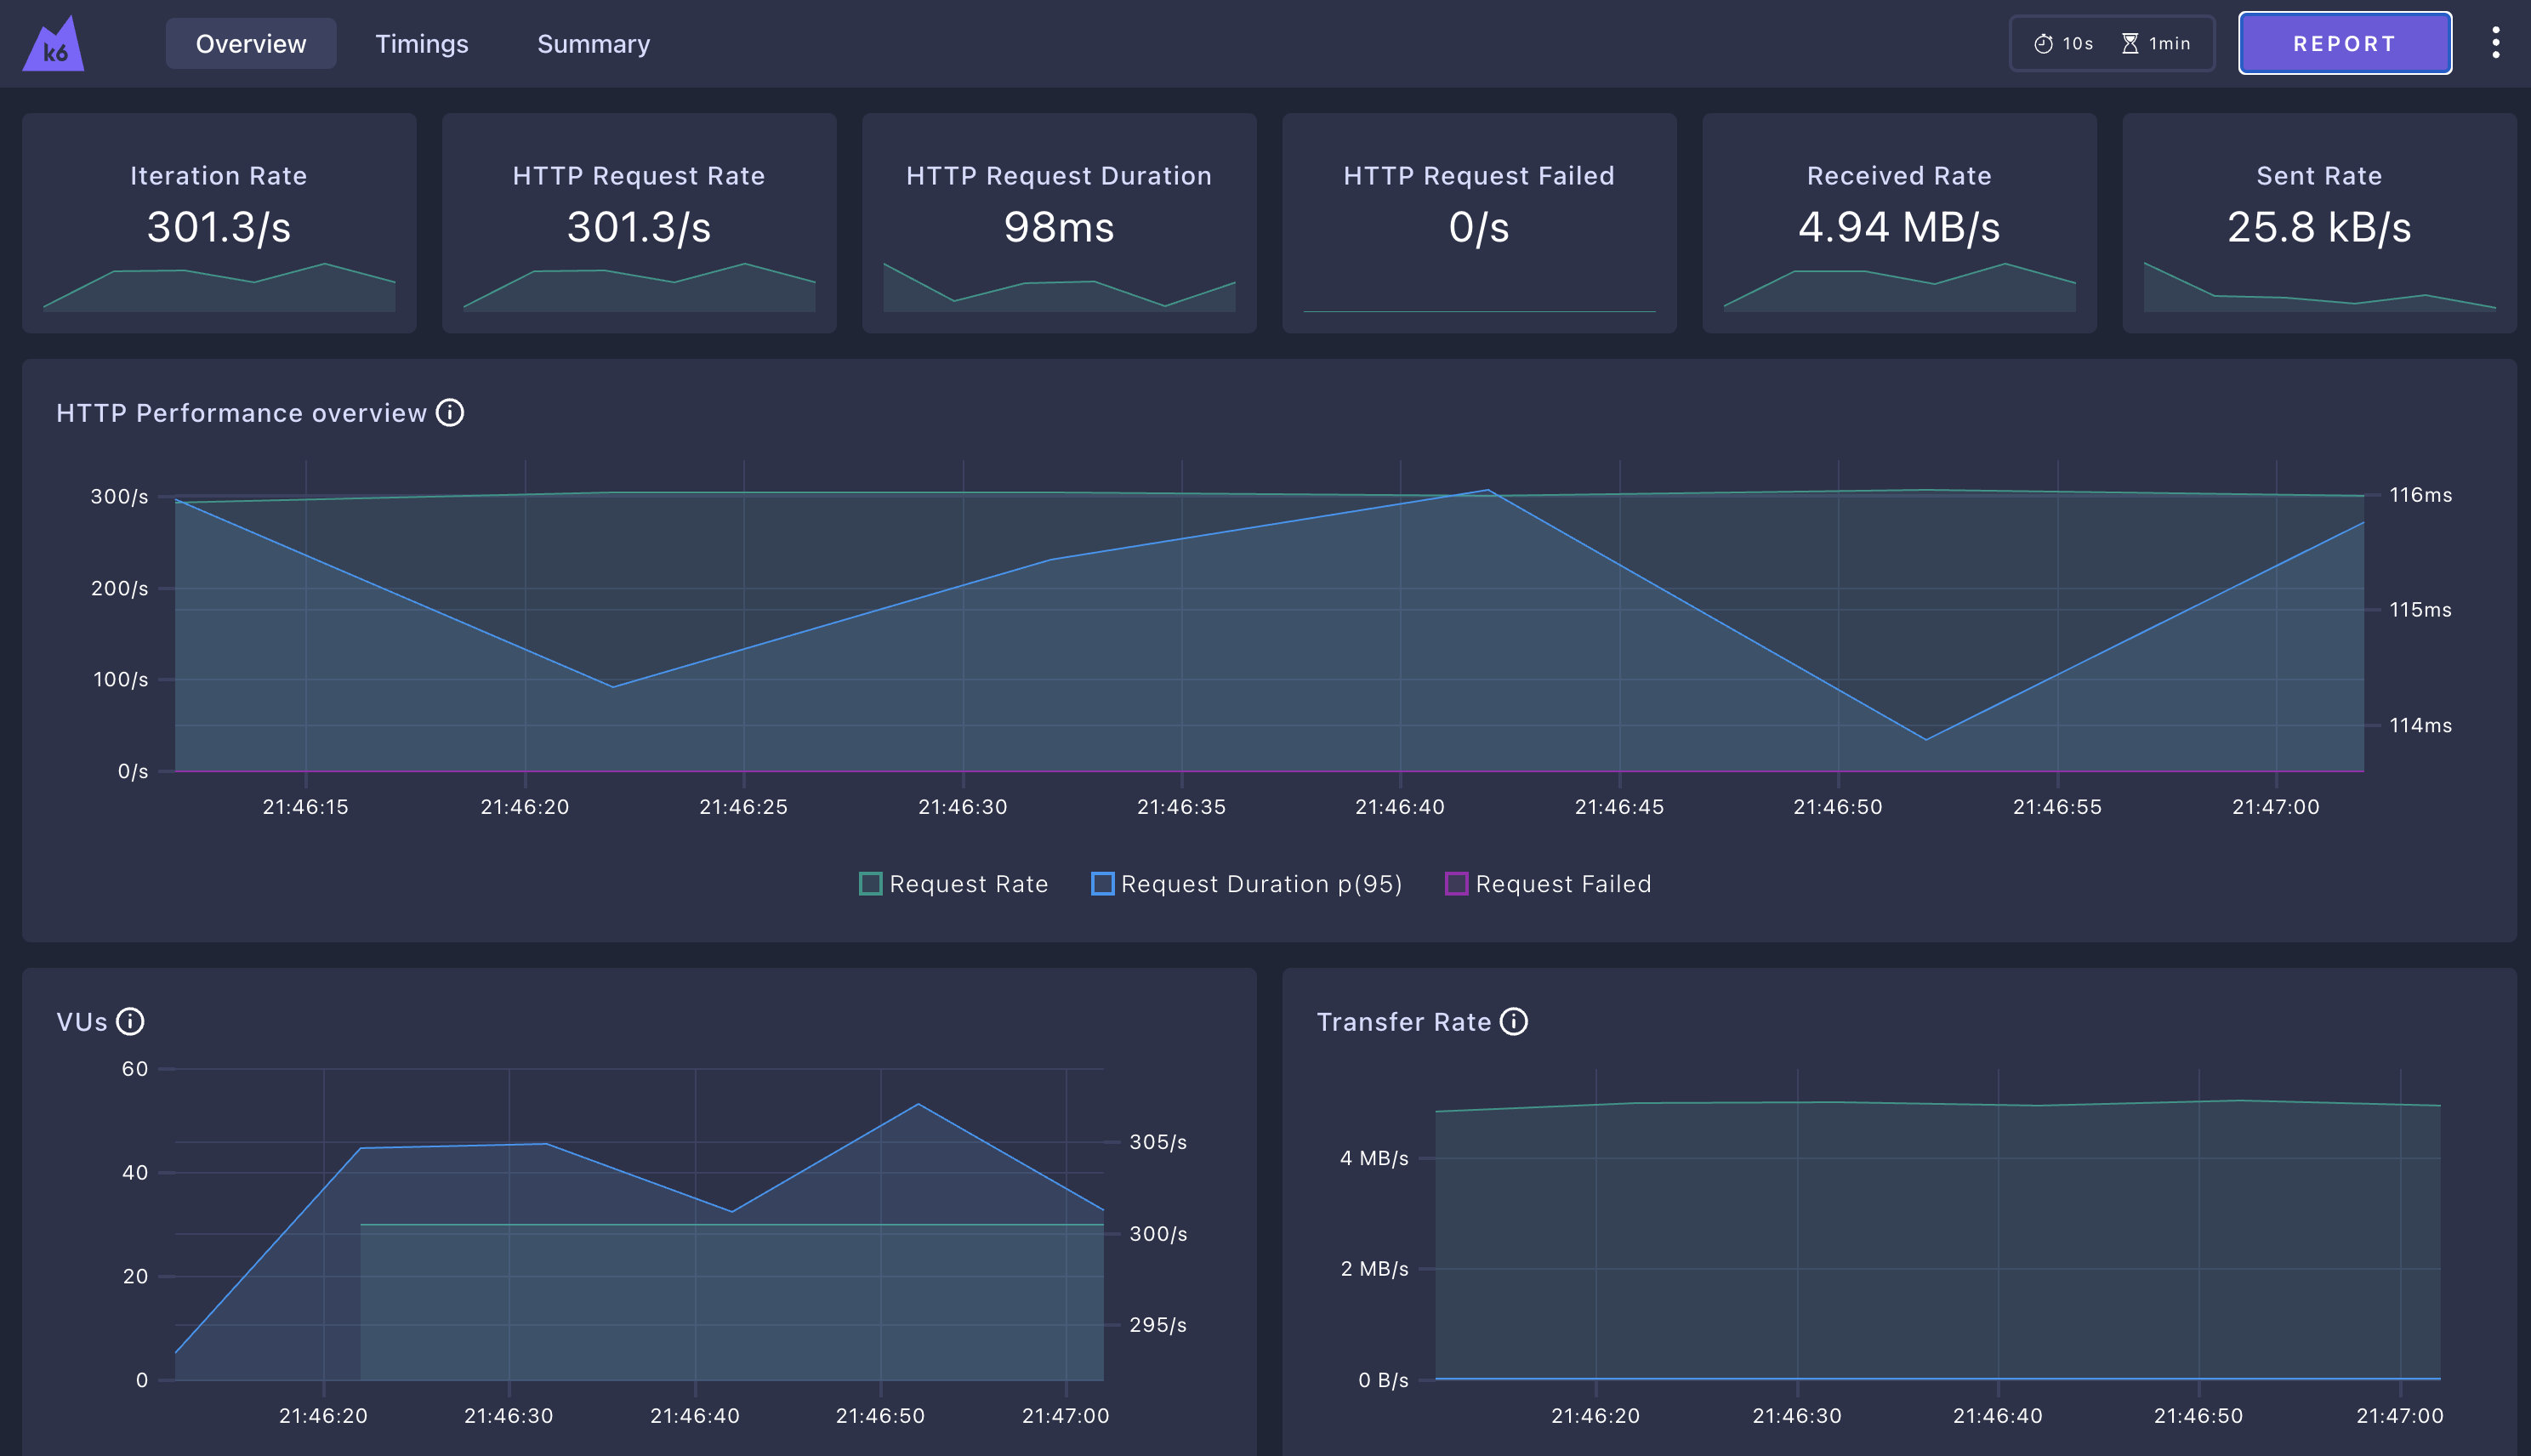 k6
Overview Timings Summary 10s 1min REPORT
Iteration Rate
301.3/s
HTTP Request Rate
301.3/s
HTTP Request Duration
98ms
HTTP Request Failed
0/s
Received Rate
4.94 MB/s
Sent Rate
25.8 kB/s
HTTP Performance overview
300/s
200/s
100/s
0/s
116ms
115ms
114ms
21:46:15 21:46:20 21:46:25 21:46:30 21:46:35 21:46:40 21:46:45 21:46:50 21:46:55 21:47:00
Request Rate Request Duration p(95) Request Failed
VUs
60
40
20
0
305/s
300/s
295/s
21:46:20 21:46:30 21:46:40 21:46:50 21:47:00
Transfer Rate
4 MB/s
2 MB/s
0 B/s
21:46:20 21:46:30 21:46:40 21:46:50 21:47:00